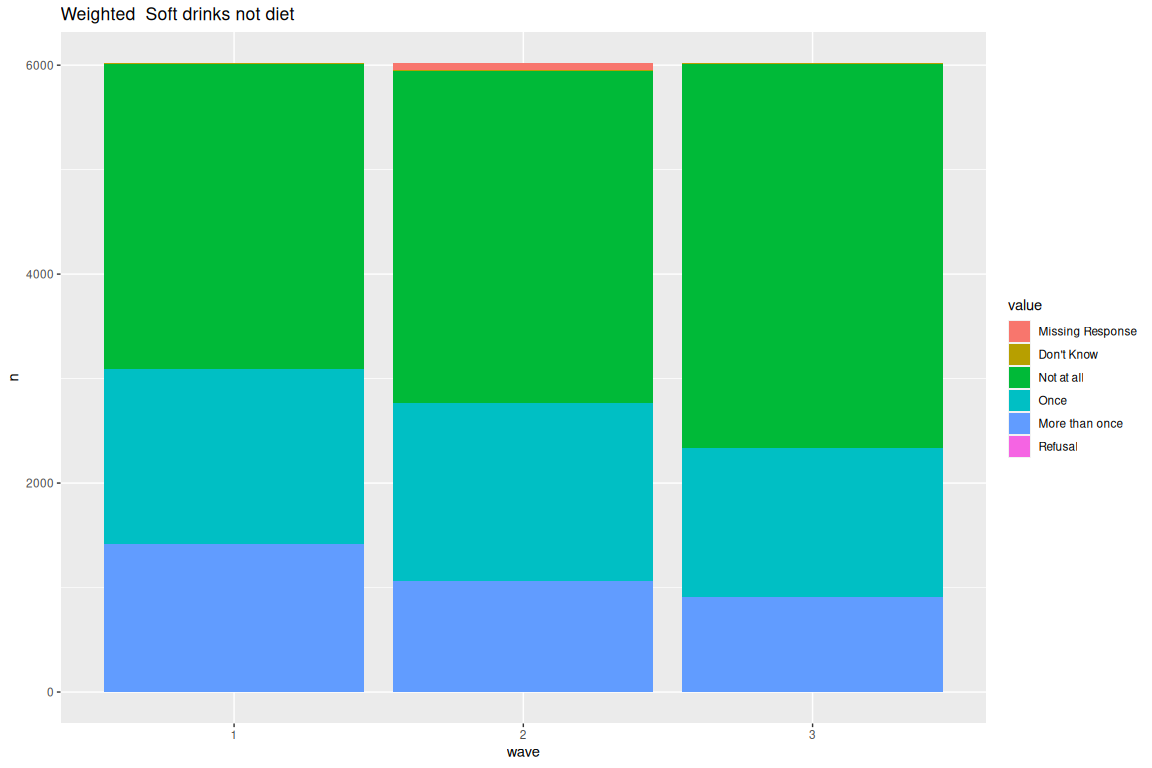 Weighted  Soft drinks not diet
6000
4000
2000
0
n
1
2
3
wave
value
Missing Response
Don't Know
Not at all
Once
More than once
Refusal